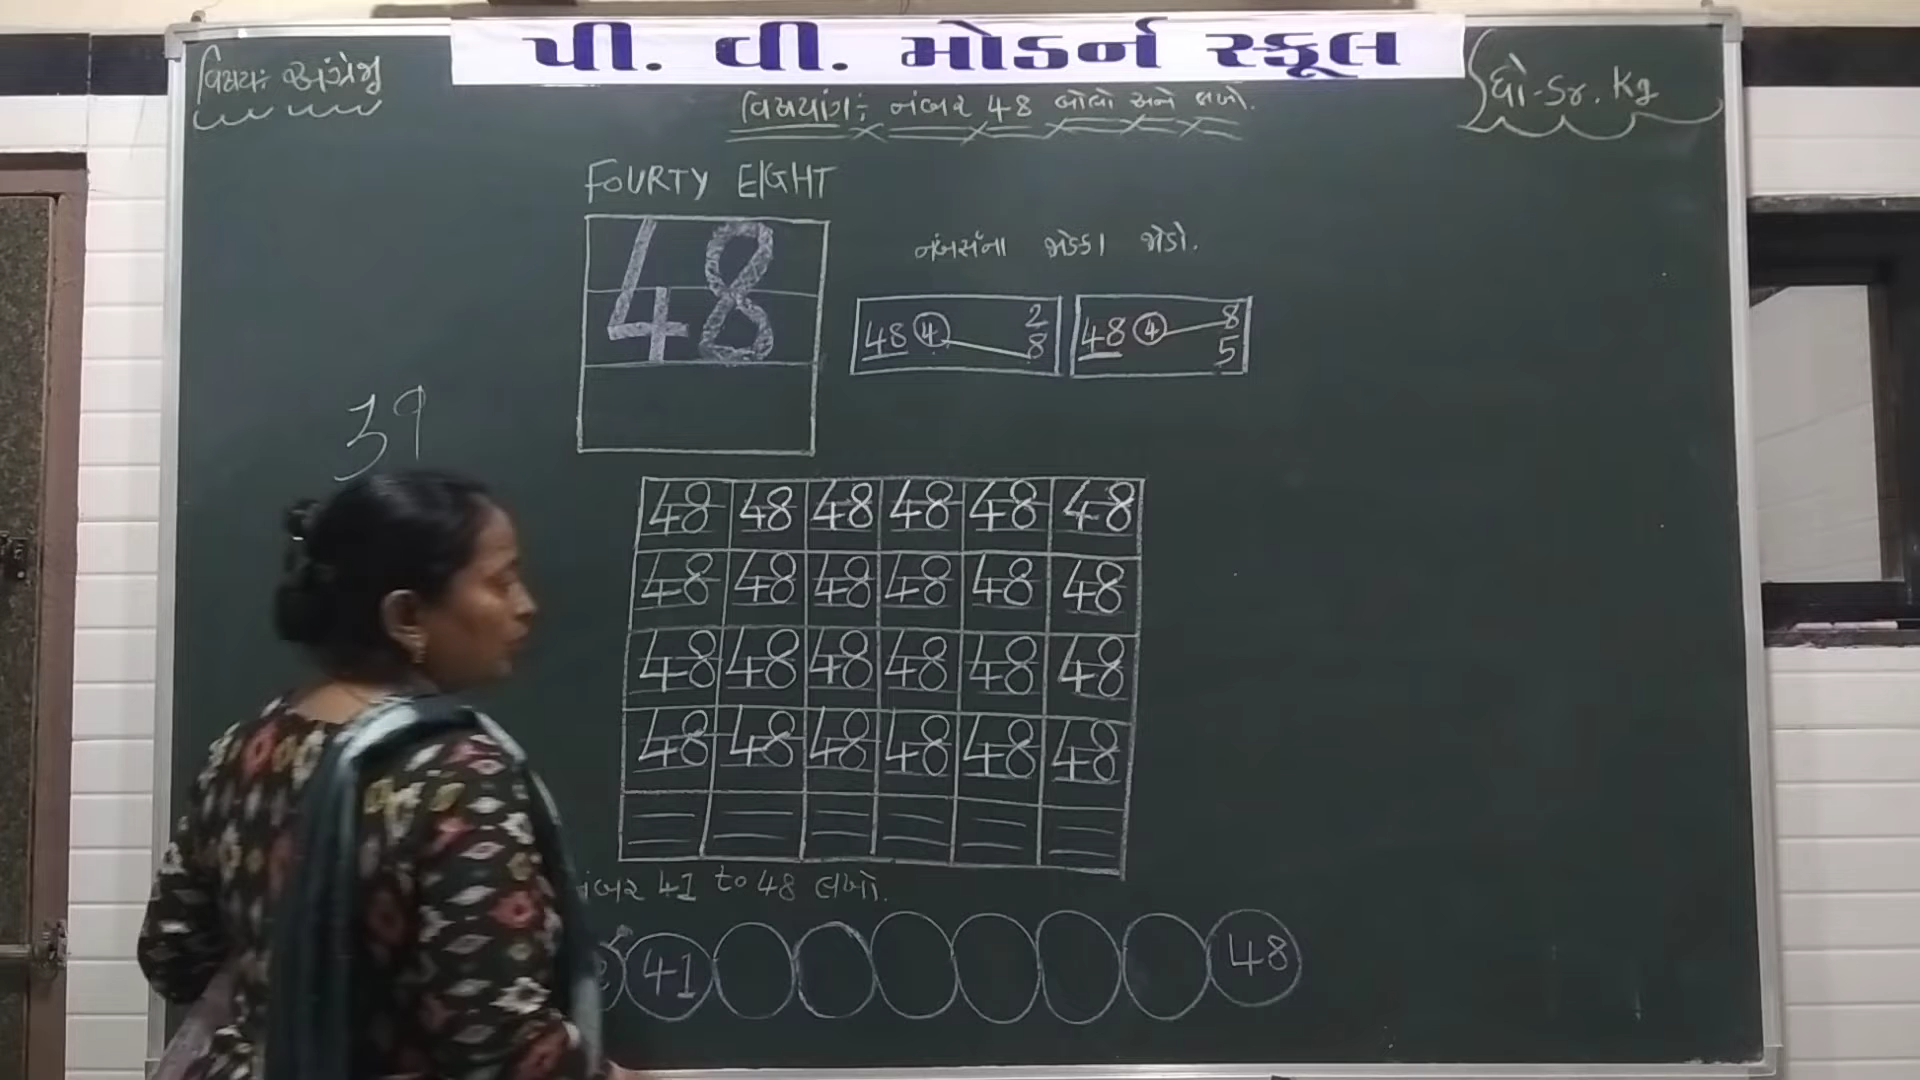 પી. વી. મોડર્ન સ્કૂલ
વિષયઃ અંગ્રેજી
ધો-Sr. Kg
વિષયાંગઃ નંબર 48 બોલો અને લખો.
FOURTY EIGHT
48
નંબર્સના જોડકા જોડો.
48 4 2 8
48 4 8 5
39
48 48 48 48 48 48
48 48 48 48 48 48
48 48 48 48 48 48
48 48 48 48 48 48
41 to 48 લખો.
41 48